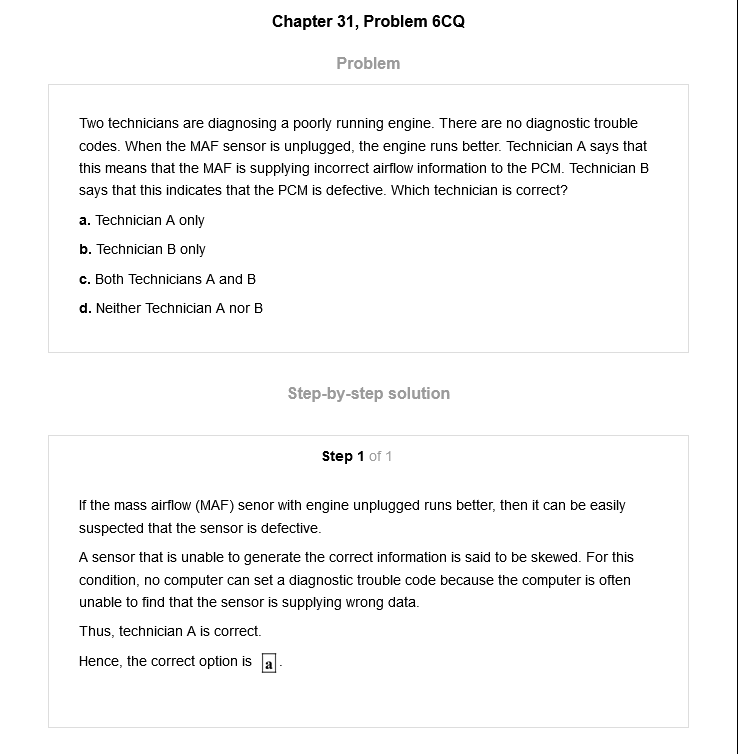 Chapter 31, Problem 6CQ
Problem
Two technicians are diagnosing a poorly running engine. There are no diagnostic trouble
codes. When the MAF sensor is unplugged, the engine runs better. Technician A says that
this means that the MAF is supplying incorrect airflow information to the PCM. Technician B
says that this indicates that the PCM is defective. Which technician is correct?
a. Technician A only
b. Technician B only
c. Both Technicians A and B
d. Neither Technician A nor B
Step-by-step solution
Step 1 of 1
If the mass airflow (MAF) senor with engine unplugged runs better, then it can be easily
suspected that the sensor is defective.
A sensor that is unable to generate the correct information is said to be skewed. For this
condition, no computer can set a diagnostic trouble code because the computer is often
unable to find that the sensor is supplying wrong data.
Thus, technician A is correct.
Hence, the correct option is a.